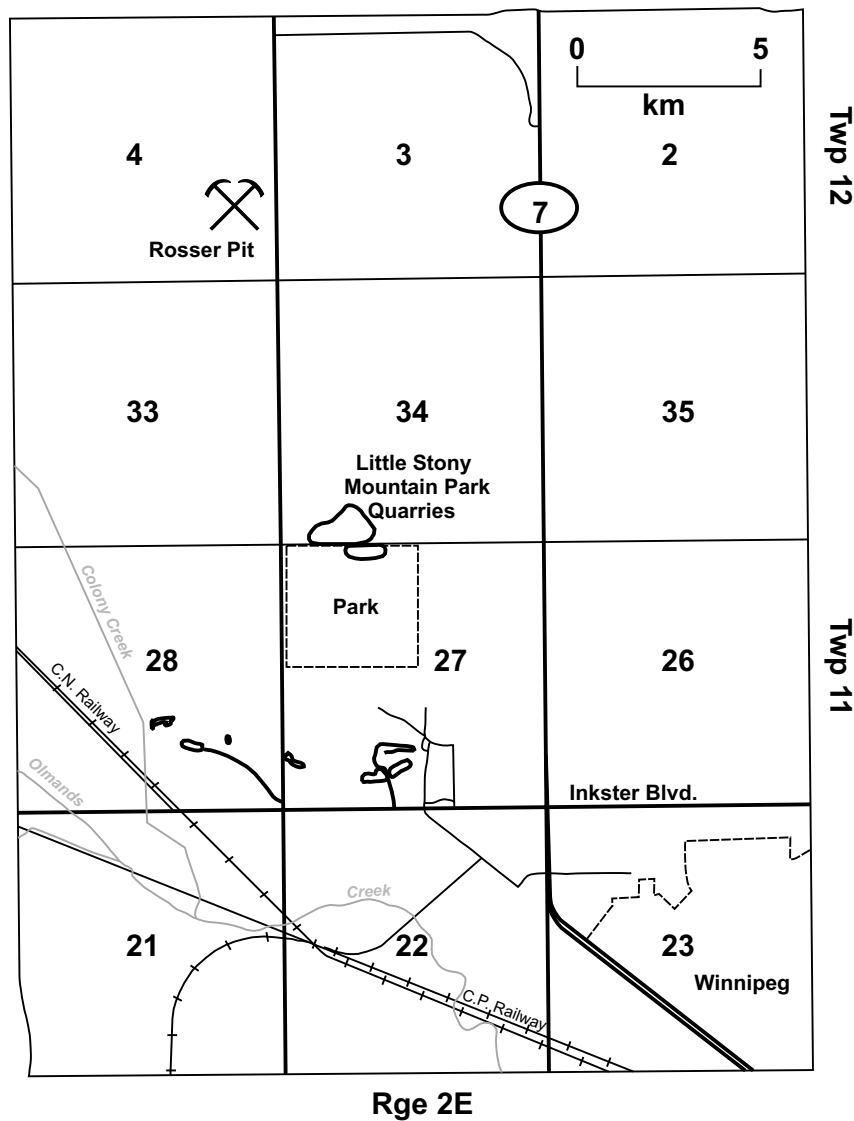 0 5
km
4
3
2
Twp 12
7
Rosser Pit
33
34
35
Little Stony
Mountain Park
Quarries
Colony Creek
Park
28
27
26
Twp 11
C.N. Railway
Olmands
Inkster Blvd.
Creek
21
22
23
Winnipeg
C.P. Railway
Rge 2E